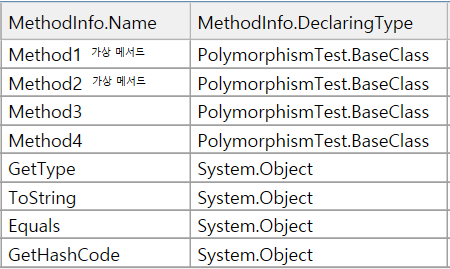 MethodInfo.Name MethodInfo.DeclaringType
Method1 가상 메서드 PolymorphismTest.BaseClass
Method2 가상 메서드 PolymorphismTest.BaseClass
Method3 PolymorphismTest.BaseClass
Method4 PolymorphismTest.BaseClass
GetType System.Object
ToString System.Object
Equals System.Object
GetHashCode System.Object